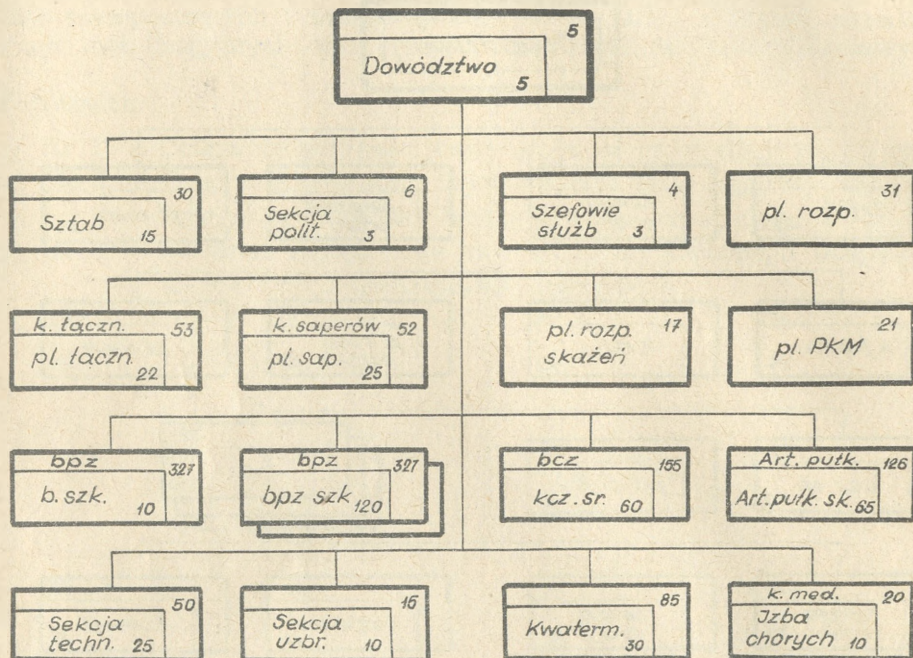 5
Dowództwo
5
30
Sztab
15
6
Sekcja
polit. 3
4
Szefowie
służb 3
31
pl. rozp.
k. łączn. 53
pl. łączn.
22
k. saperów 52
pl. sap.
25
pl. rozp. 17
skażeń
21
pl. PKM
bpz 327
b. szk.
10
bpz 327
bpz szk 120
bcz 155
kcz. śr.
60
Art. pułk. 126
Art. pułk sk. 65
50
Sekcja
techn. 25
16
Sekcja
uzbr. 10
85
Kwaterm.
30
k. med. 20
Izba
chorych 10